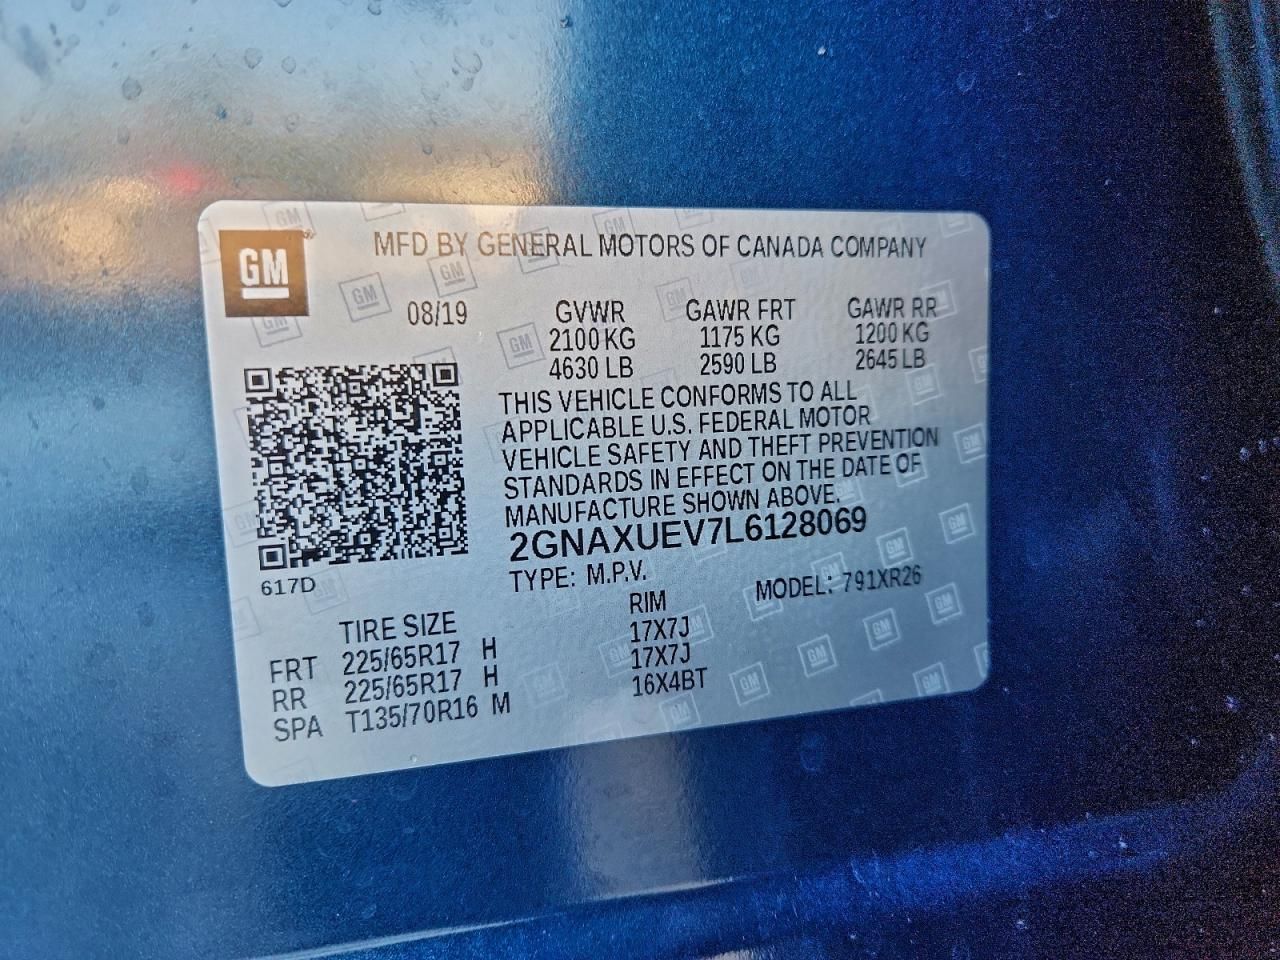 GM
MFD BY GENERAL MOTORS OF CANADA COMPANY
08/19 GVWR GAWR FRT GAWR RR
2100 KG 1175 KG 1200 KG
4630 LB 2590 LB 2645 LB
THIS VEHICLE CONFORMS TO ALL
APPLICABLE U.S. FEDERAL MOTOR
VEHICLE SAFETY AND THEFT PREVENTION
STANDARDS IN EFFECT ON THE DATE OF
MANUFACTURE SHOWN ABOVE.
2GNAXUEV7L6128069
617D
TYPE: M.P.V. MODEL: 791XR26
TIRE SIZE RIM
FRT 225/65R17 H 17X7J
RR 225/65R17 H 17X7J
SPA T135/70R16 M 16X4BT